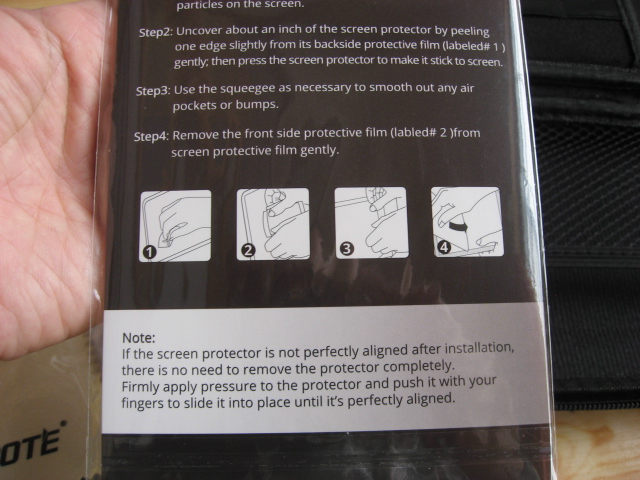 particles on the screen.
Step2: Uncover about an inch of the screen protector by peeling
one edge slightly from its backside protective film (labeled# 1 )
gently; then press the screen protector to make it stick to screen.
Step3: Use the squeegee as necessary to smooth out any air
pockets or bumps.
Step4: Remove the front side protective film (labled# 2 )from
screen protective film gently.
1 2 3 4
Note:
If the screen protector is not perfectly aligned after installation,
there is no need to remove the protector completely.
Firmly apply pressure to the protector and push it with your
fingers to slide it into place until it's perfectly aligned.
OTE